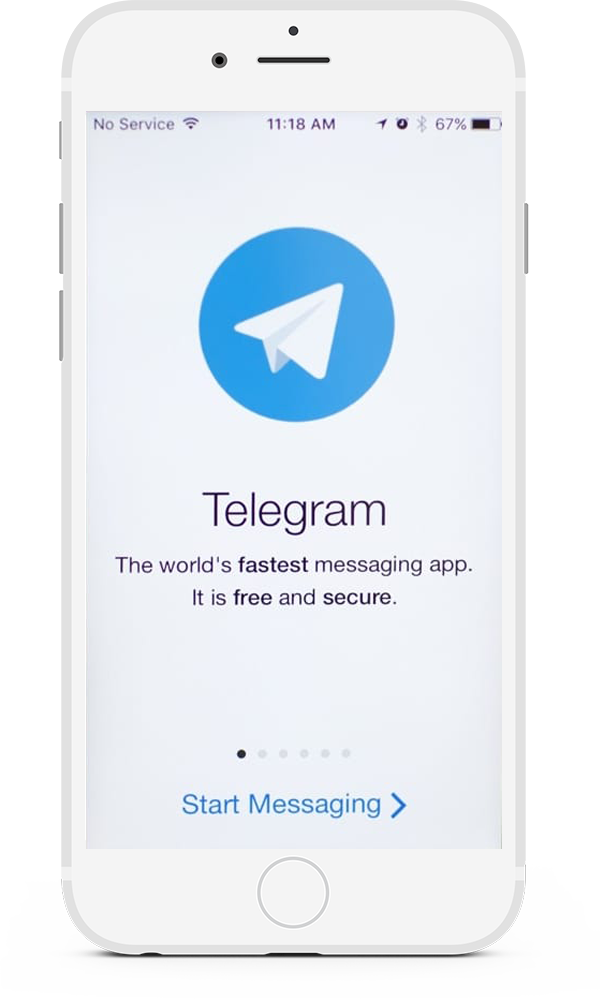 No Service 11:18 AM 67%
Telegram
The world's fastest messaging app.
It is free and secure.
Start Messaging